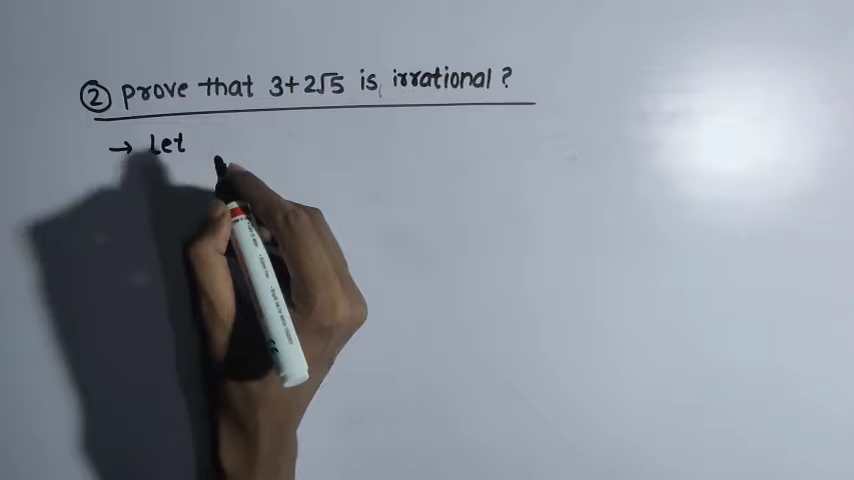 ② prove that 3+2√5 is irrational?
→ Let